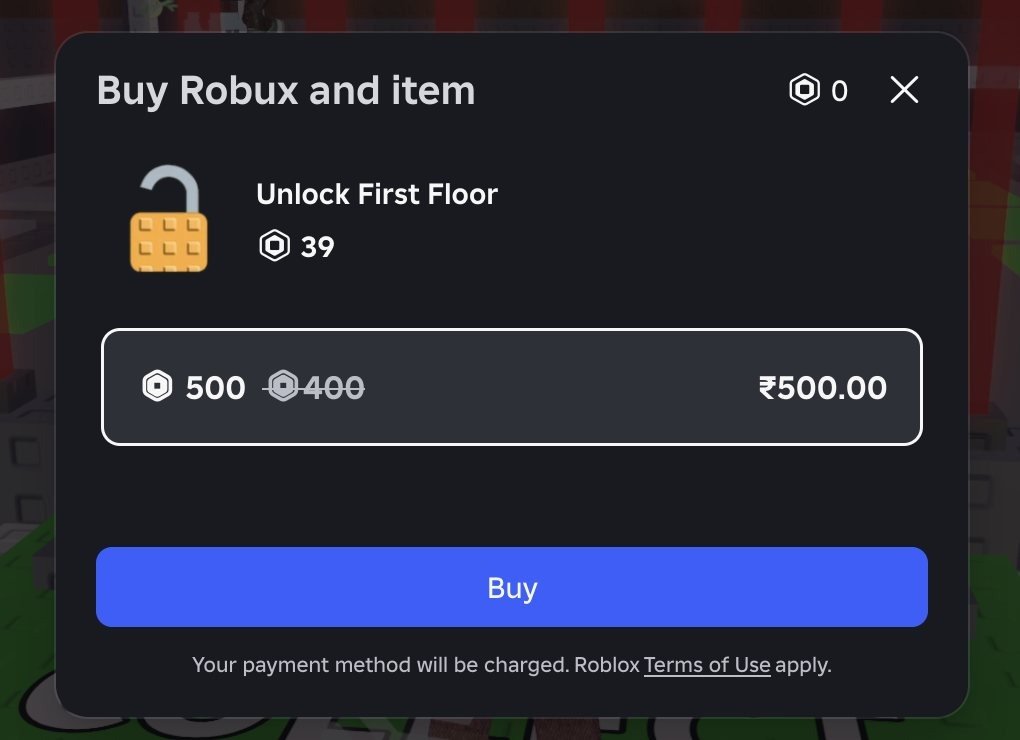 Buy Robux and item
0
Unlock First Floor
39
500 400 ₹500.00
Buy
Your payment method will be charged. Roblox Terms of Use apply.